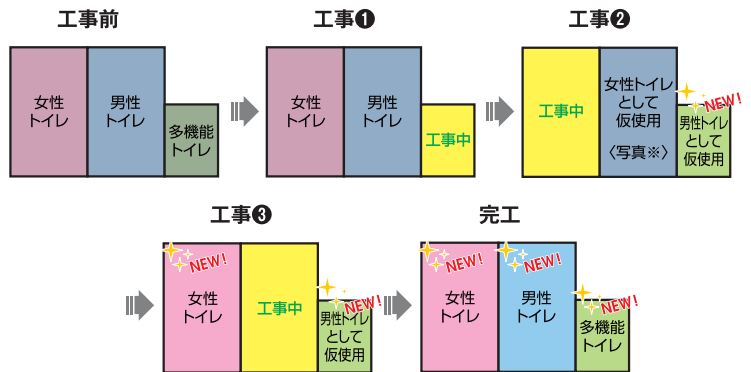 工事前
女性
トイレ
男性
トイレ
多機能
トイレ
工事❶
女性
トイレ
男性
トイレ
工事中
工事❷
工事中
女性トイレ
として
仮使用
〈写真※〉
NEW!
男性トイレ
として
仮使用
工事❸
NEW!
女性
トイレ
工事中
NEW!
男性トイレ
として
仮使用
完工
NEW!
女性
トイレ
NEW!
男性
トイレ
NEW!
多機能
トイレ